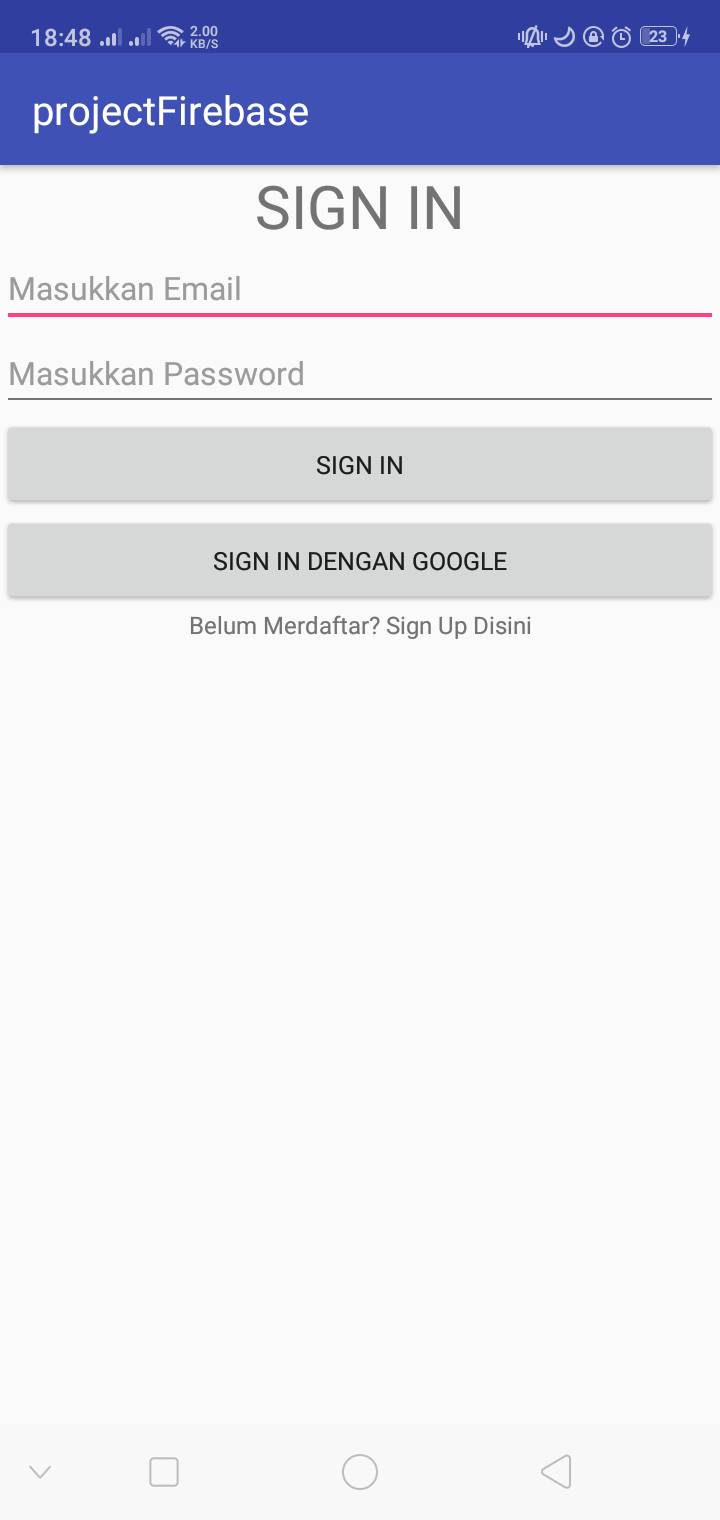 18:48 2.00 KB/S 23
projectFirebase
SIGN IN
Masukkan Email
Masukkan Password
SIGN IN
SIGN IN DENGAN GOOGLE
Belum Merdaftar? Sign Up Disini